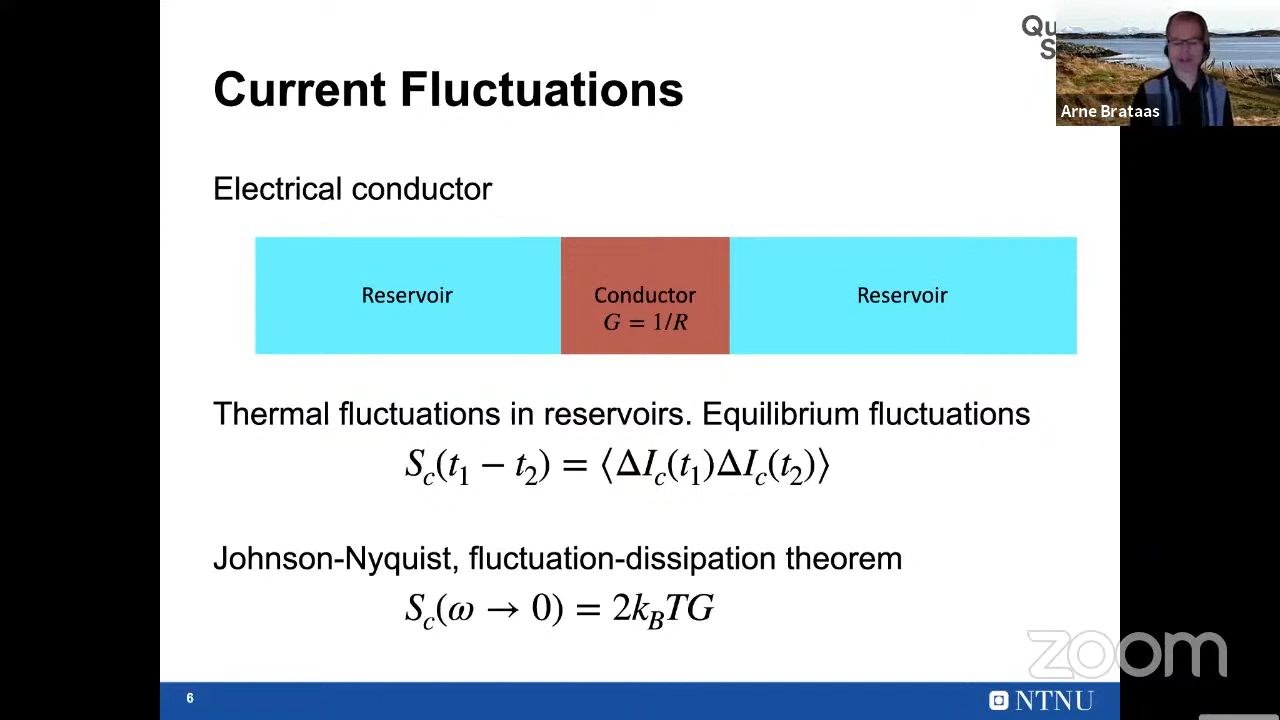 Qu
S
Arne Brataas
Current Fluctuations
Electrical conductor
Reservoir
Conductor
G = 1/R
Reservoir
Thermal fluctuations in reservoirs. Equilibrium fluctuations
S_c(t_1 − t_2) = ⟨ΔI_c(t_1)ΔI_c(t_2)⟩
Johnson-Nyquist, fluctuation-dissipation theorem
S_c(ω → 0) = 2k_BTG
zoom
6
NTNU